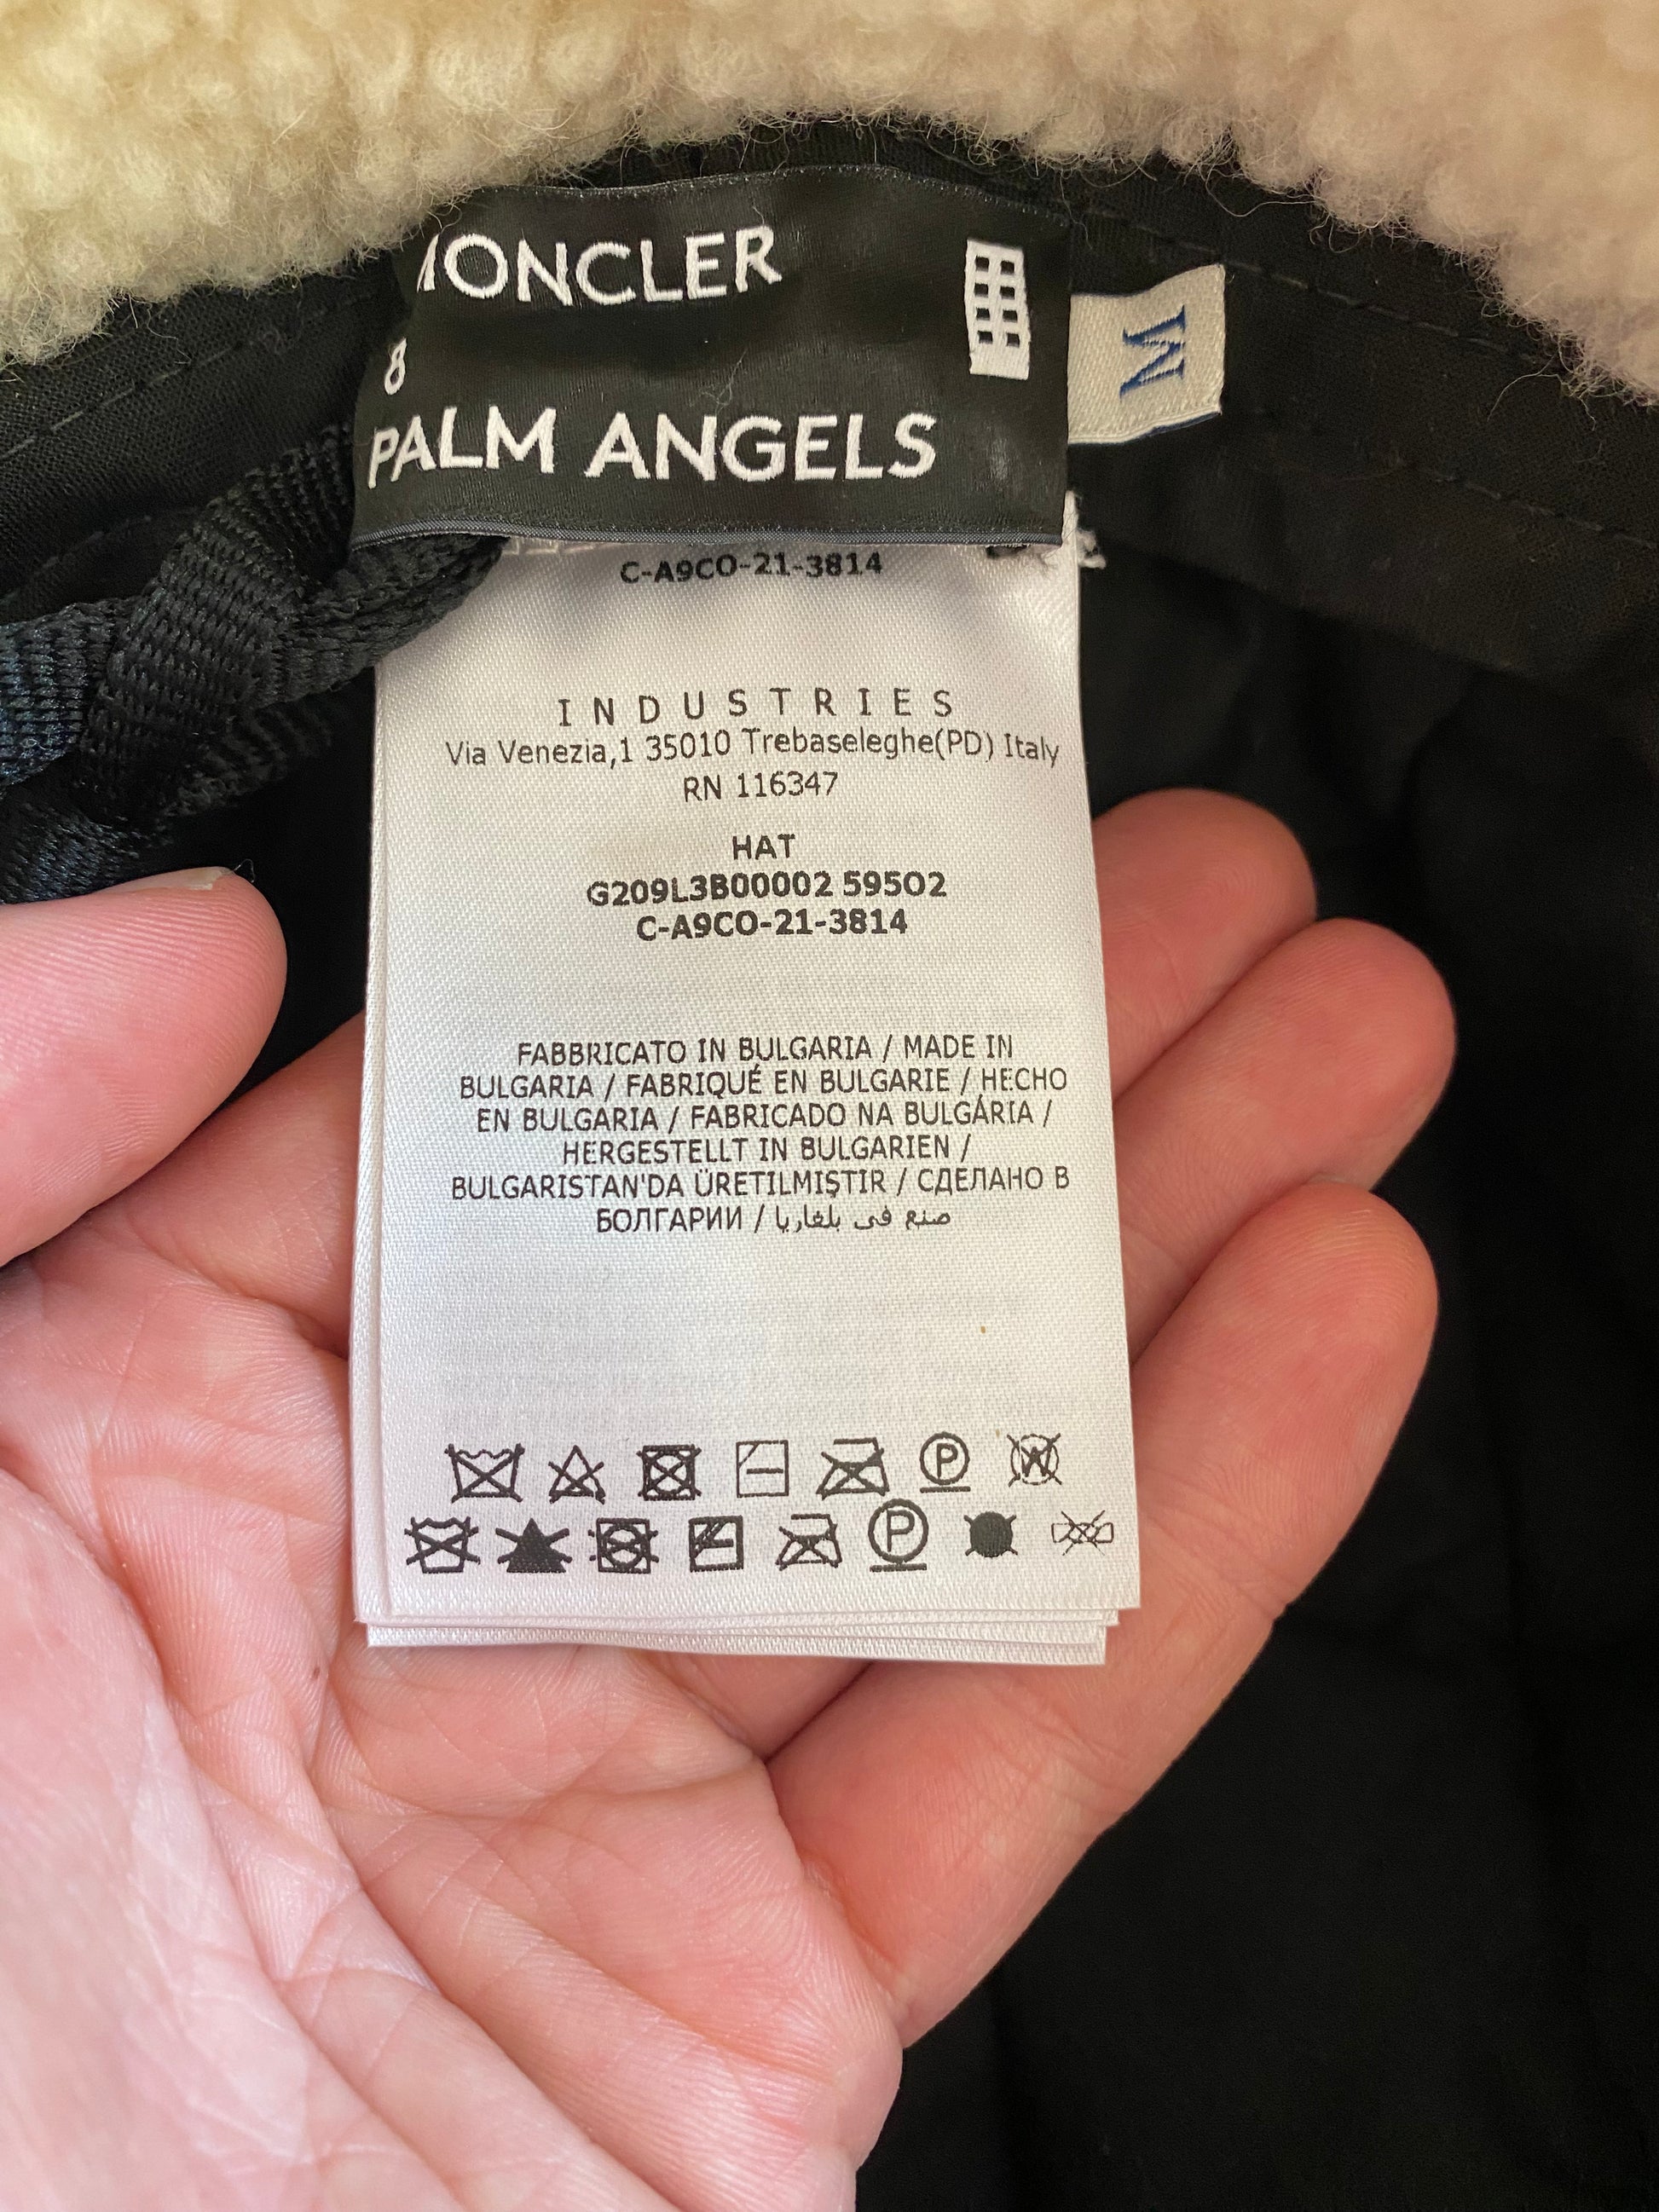 MONCLER
8
PALM ANGELS
M
C-A9CO-21-3814
INDUSTRIES
Via Venezia,1 35010 Trebaseleghe(PD) Italy
RN 116347
HAT
G209L3B00002 595O2
C-A9CO-21-3814
FABBRICATO IN BULGARIA / MADE IN
BULGARIA / FABRIQUÉ EN BULGARIE / HECHO
EN BULGARIA / FABRICADO NA BULGÁRIA /
HERGESTELLT IN BULGARIEN /
BULGARISTAN'DA ÜRETILMIŞTIR / СДЕЛАНО В
БОЛГАРИИ / صنع في بلغاريا
P W
P